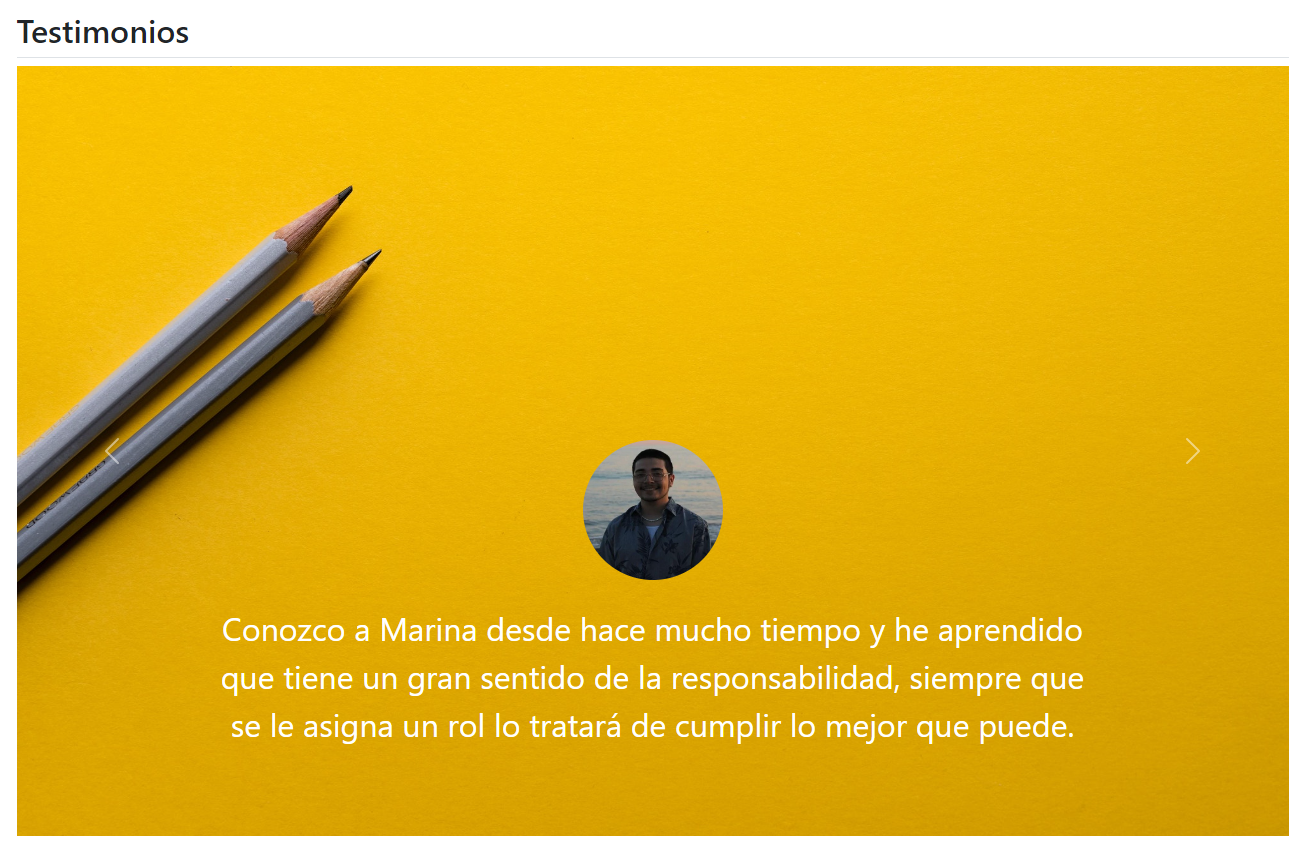 Testimonios
Conozco a Marina desde hace mucho tiempo y he aprendido
que tiene un gran sentido de la responsabilidad, siempre que
se le asigna un rol lo tratará de cumplir lo mejor que puede.